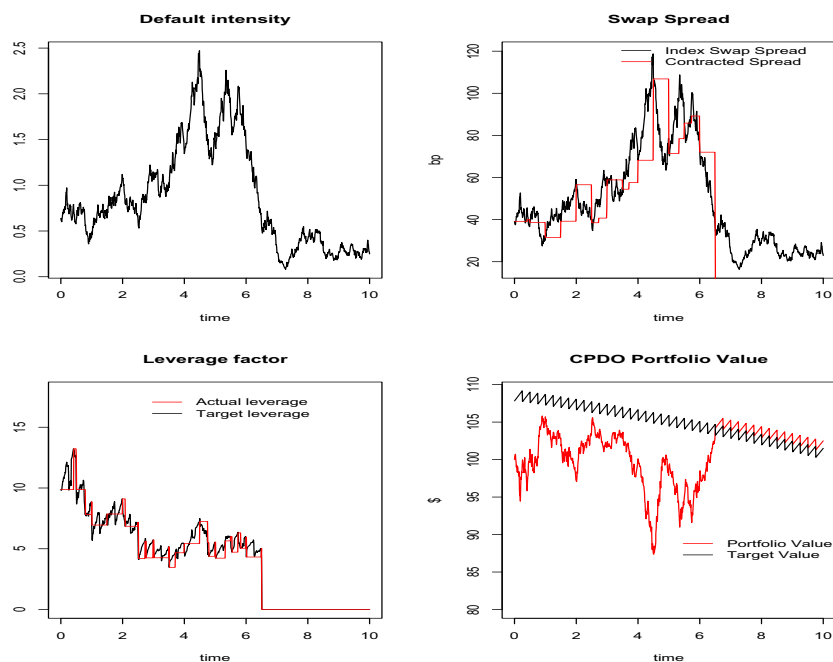 Default intensity
2.5
2.0
1.5
1.0
0.5
0.0
0 2 4 6 8 10
time
Swap Spread
Index Swap Spread
Contracted Spread
bp
120
100
80
60
40
20
0 2 4 6 8 10
time
Leverage factor
Actual leverage
Target leverage
15
10
5
0
0 2 4 6 8 10
time
CPDO Portfolio Value
$
110
105
100
95
90
85
80
Portfolio Value
Target Value
0 2 4 6 8 10
time